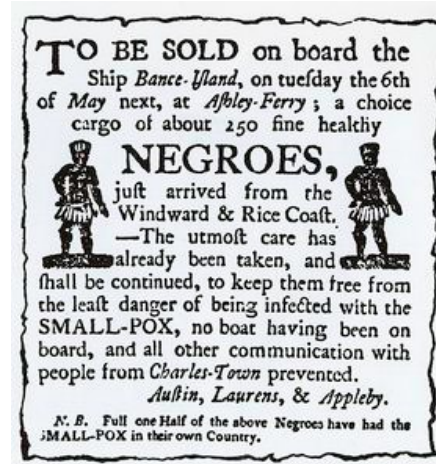 TO BE SOLD on board the
Ship Bance-Yland, on tueſday the 6th
of May next, at Aſhley-Ferry; a choice
cargo of about 250 fine healthy
NEGROES,
juſt arrived from the
Windward & Rice Coaſt.
—The utmoſt care has
already been taken, and
ſhall be continued, to keep them free from
the leaſt danger of being infected with the
SMALL-POX, no boat having been on
board, and all other communication with
people from Charles-Town prevented.
Auſtin, Laurens, & Appleby.
N. B. Full one Half of the above Negroes have had the
SMALL-POX in their own Country.